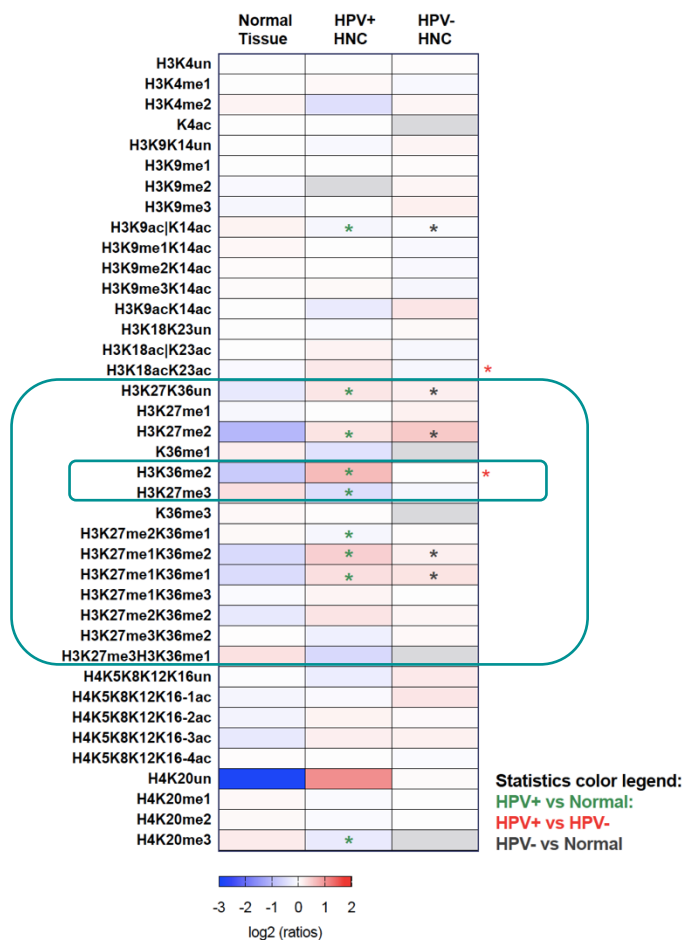 Normal Tissue HPV+ HNC HPV- HNC
H3K4un
H3K4me1
H3K4me2
K4ac
H3K9K14un
H3K9me1
H3K9me2
H3K9me3
H3K9ac|K14ac * *
H3K9me1K14ac
H3K9me2K14ac
H3K9me3K14ac
H3K9acK14ac
H3K18K23un
H3K18ac|K23ac
H3K18acK23ac *
H3K27K36un * *
H3K27me1
H3K27me2 * *
K36me1
H3K36me2 * *
H3K27me3 *
K36me3
H3K27me2K36me1 *
H3K27me1K36me2 * *
H3K27me1K36me1 * *
H3K27me1K36me3
H3K27me2K36me2
H3K27me3K36me2
H3K27me3H3K36me1
H4K5K8K12K16un
H4K5K8K12K16-1ac
H4K5K8K12K16-2ac
H4K5K8K12K16-3ac
H4K5K8K12K16-4ac
H4K20un
H4K20me1
H4K20me2
H4K20me3 *
Statistics color legend:
HPV+ vs Normal:
HPV+ vs HPV-
HPV- vs Normal
-3 -2 -1 0 1 2
log2 (ratios)